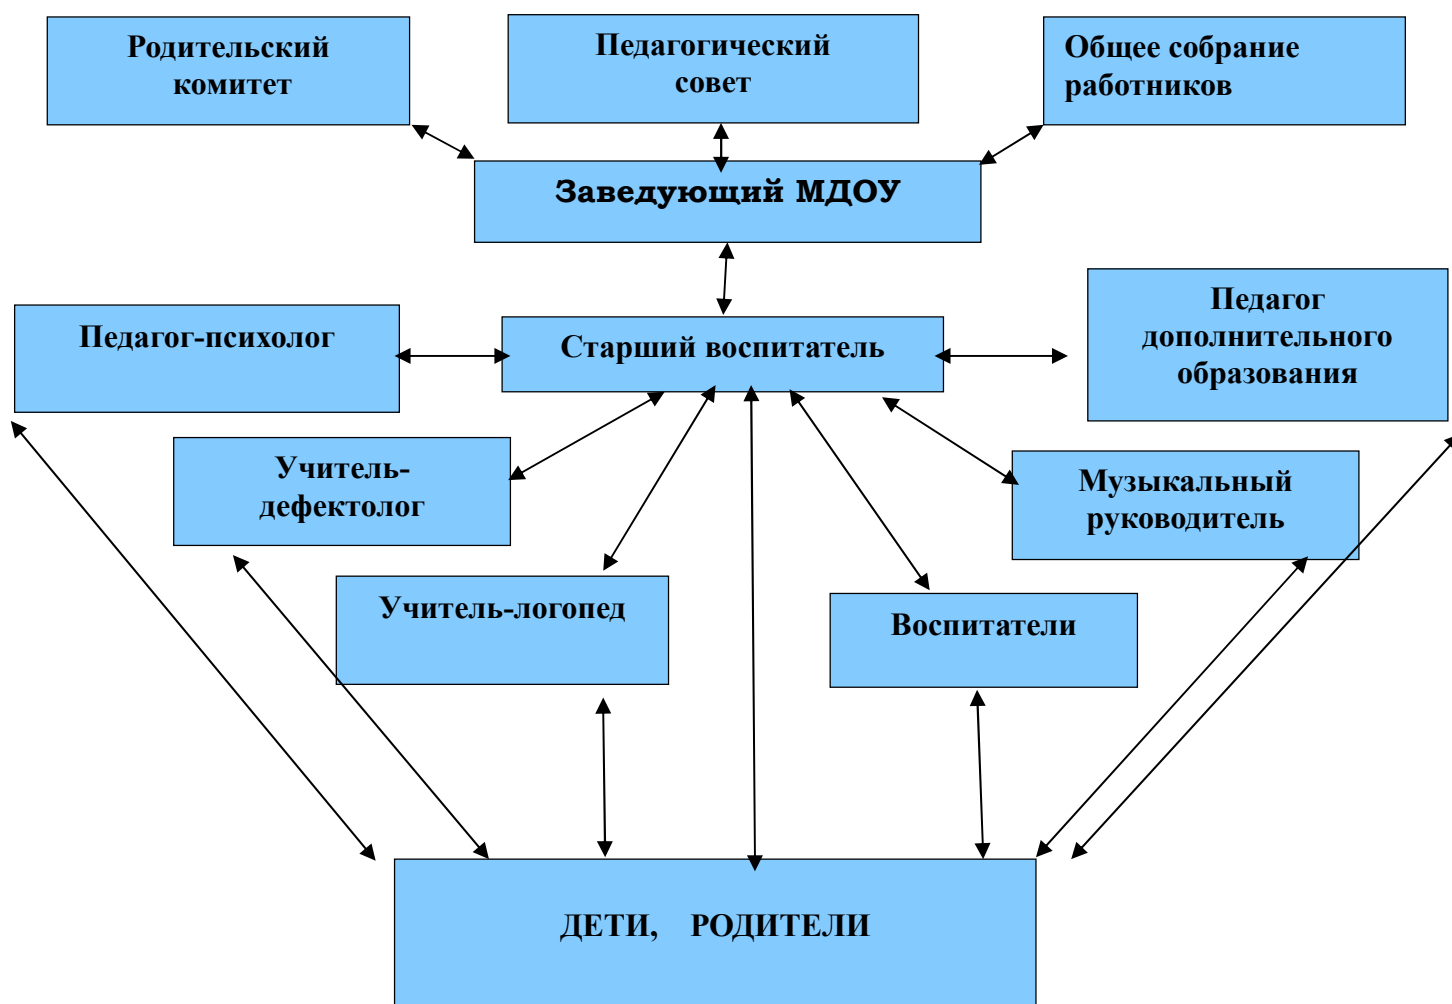 Родительский
комитет
Педагогический
совет
Общее собрание
работников
Заведующий МДОУ
Педагог-психолог
Старший воспитатель
Педагог
дополнительного
образования
Учитель-
дефектолог
Музыкальный
руководитель
Учитель-логопед
Воспитатели
ДЕТИ, РОДИТЕЛИ